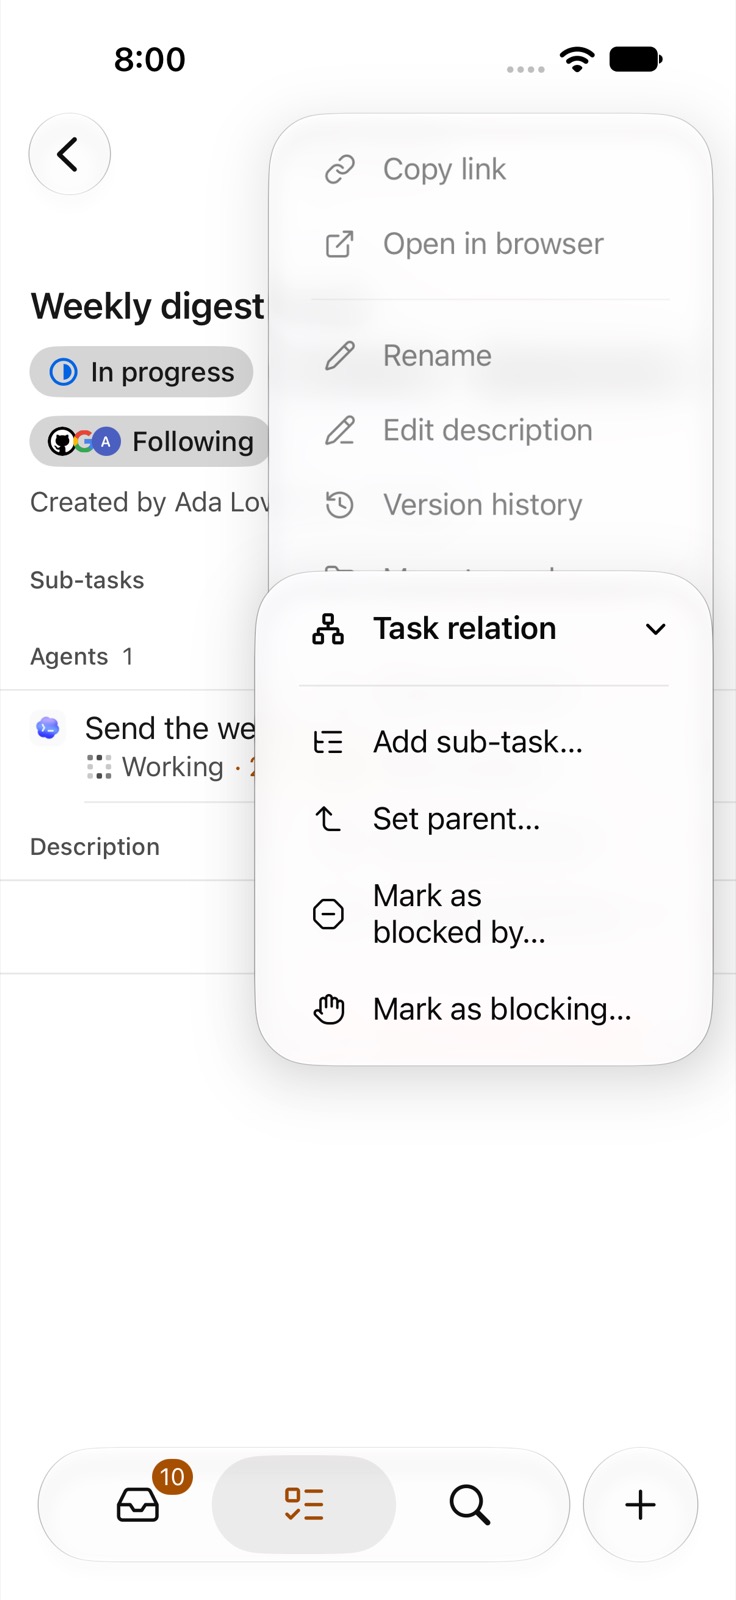 8:00
Copy link
Open in browser
Weekly digest
Rename
In progress
Edit description
A Following
Created by Ada Lov
Version history
Sub-tasks
Task relation
Agents 1
Send the we
Add sub-task...
Working ·
Set parent...
Description
Mark as
blocked by...
Mark as blocking...
10